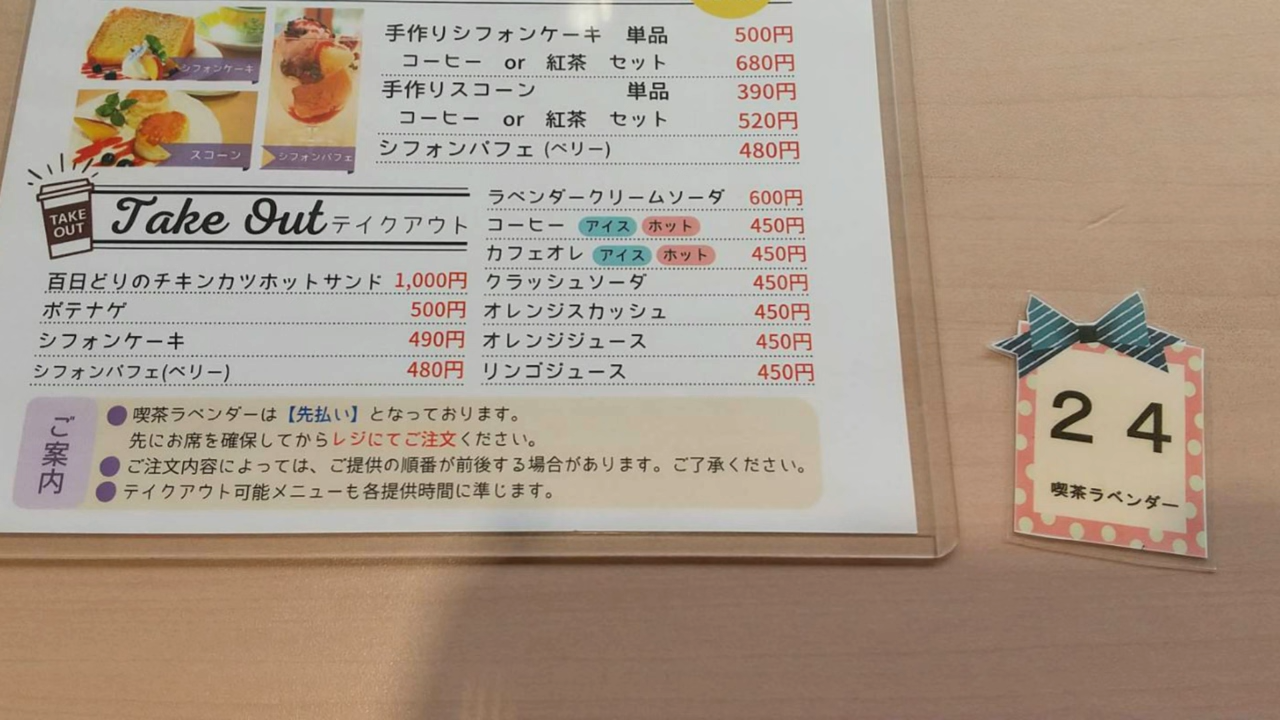 シフォンケーキ
スコーン
シフォンパフェ
手作りシフォンケーキ 単品 500円
コーヒー or 紅茶 セット 680円
手作りスコーン 単品 390円
コーヒー or 紅茶 セット 520円
シフォンパフェ (ベリー) 480円
TAKE
OUT
Take Out テイクアウト
百日どりのチキンカツホットサンド 1,000円
ポテナゲ 500円
シフォンケーキ 490円
シフォンパフェ(ベリー) 480円
ラベンダークリームソーダ 600円
コーヒー アイス ホット 450円
カフェオレ アイス ホット 450円
クラッシュソーダ 450円
オレンジスカッシュ 450円
オレンジジュース 450円
リンゴジュース 450円
ご案内
●喫茶ラベンダーは【先払い】となっております。
先にお席を確保してからレジにてご注文ください。
●ご注文内容によっては、ご提供の順番が前後する場合があります。ご了承ください。
●テイクアウト可能メニューも各提供時間に準じます。
24
喫茶ラベンダー